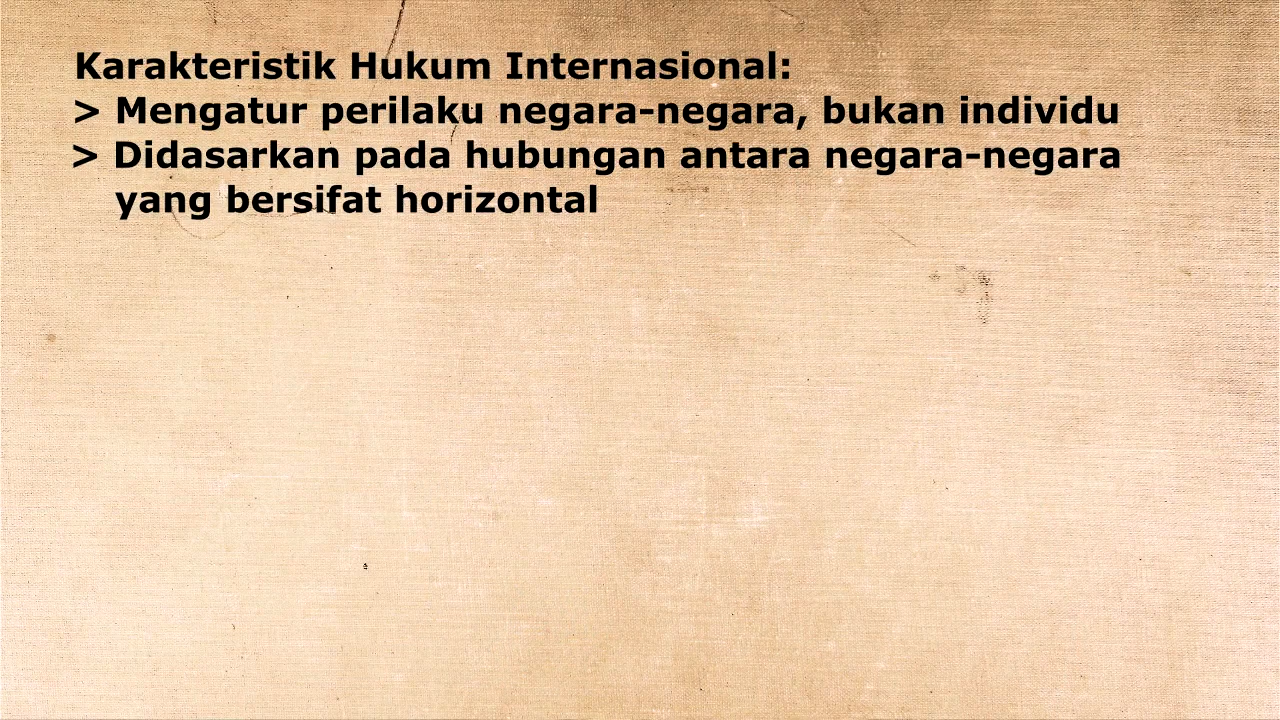 Karakteristik Hukum Internasional:
> Mengatur perilaku negara-negara, bukan individu
> Didasarkan pada hubungan antara negara-negara
yang bersifat horizontal